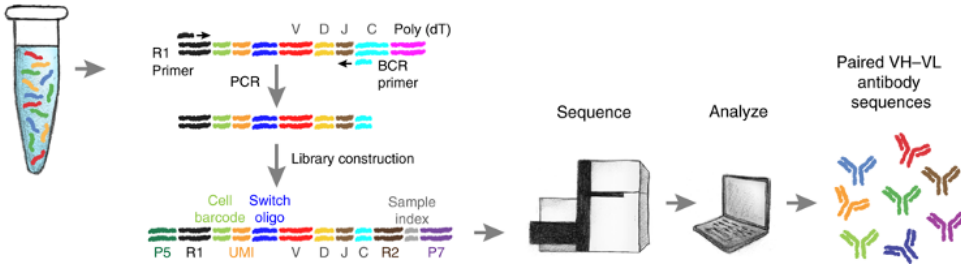 V D J C Poly (dT)
R1
Primer
BCR
primer
PCR
Library construction
Cell
barcode
Switch
oligo
Sample
index
P5 R1 UMI V D J C R2 P7
Sequence
Analyze
Paired VH–VL
antibody
sequences